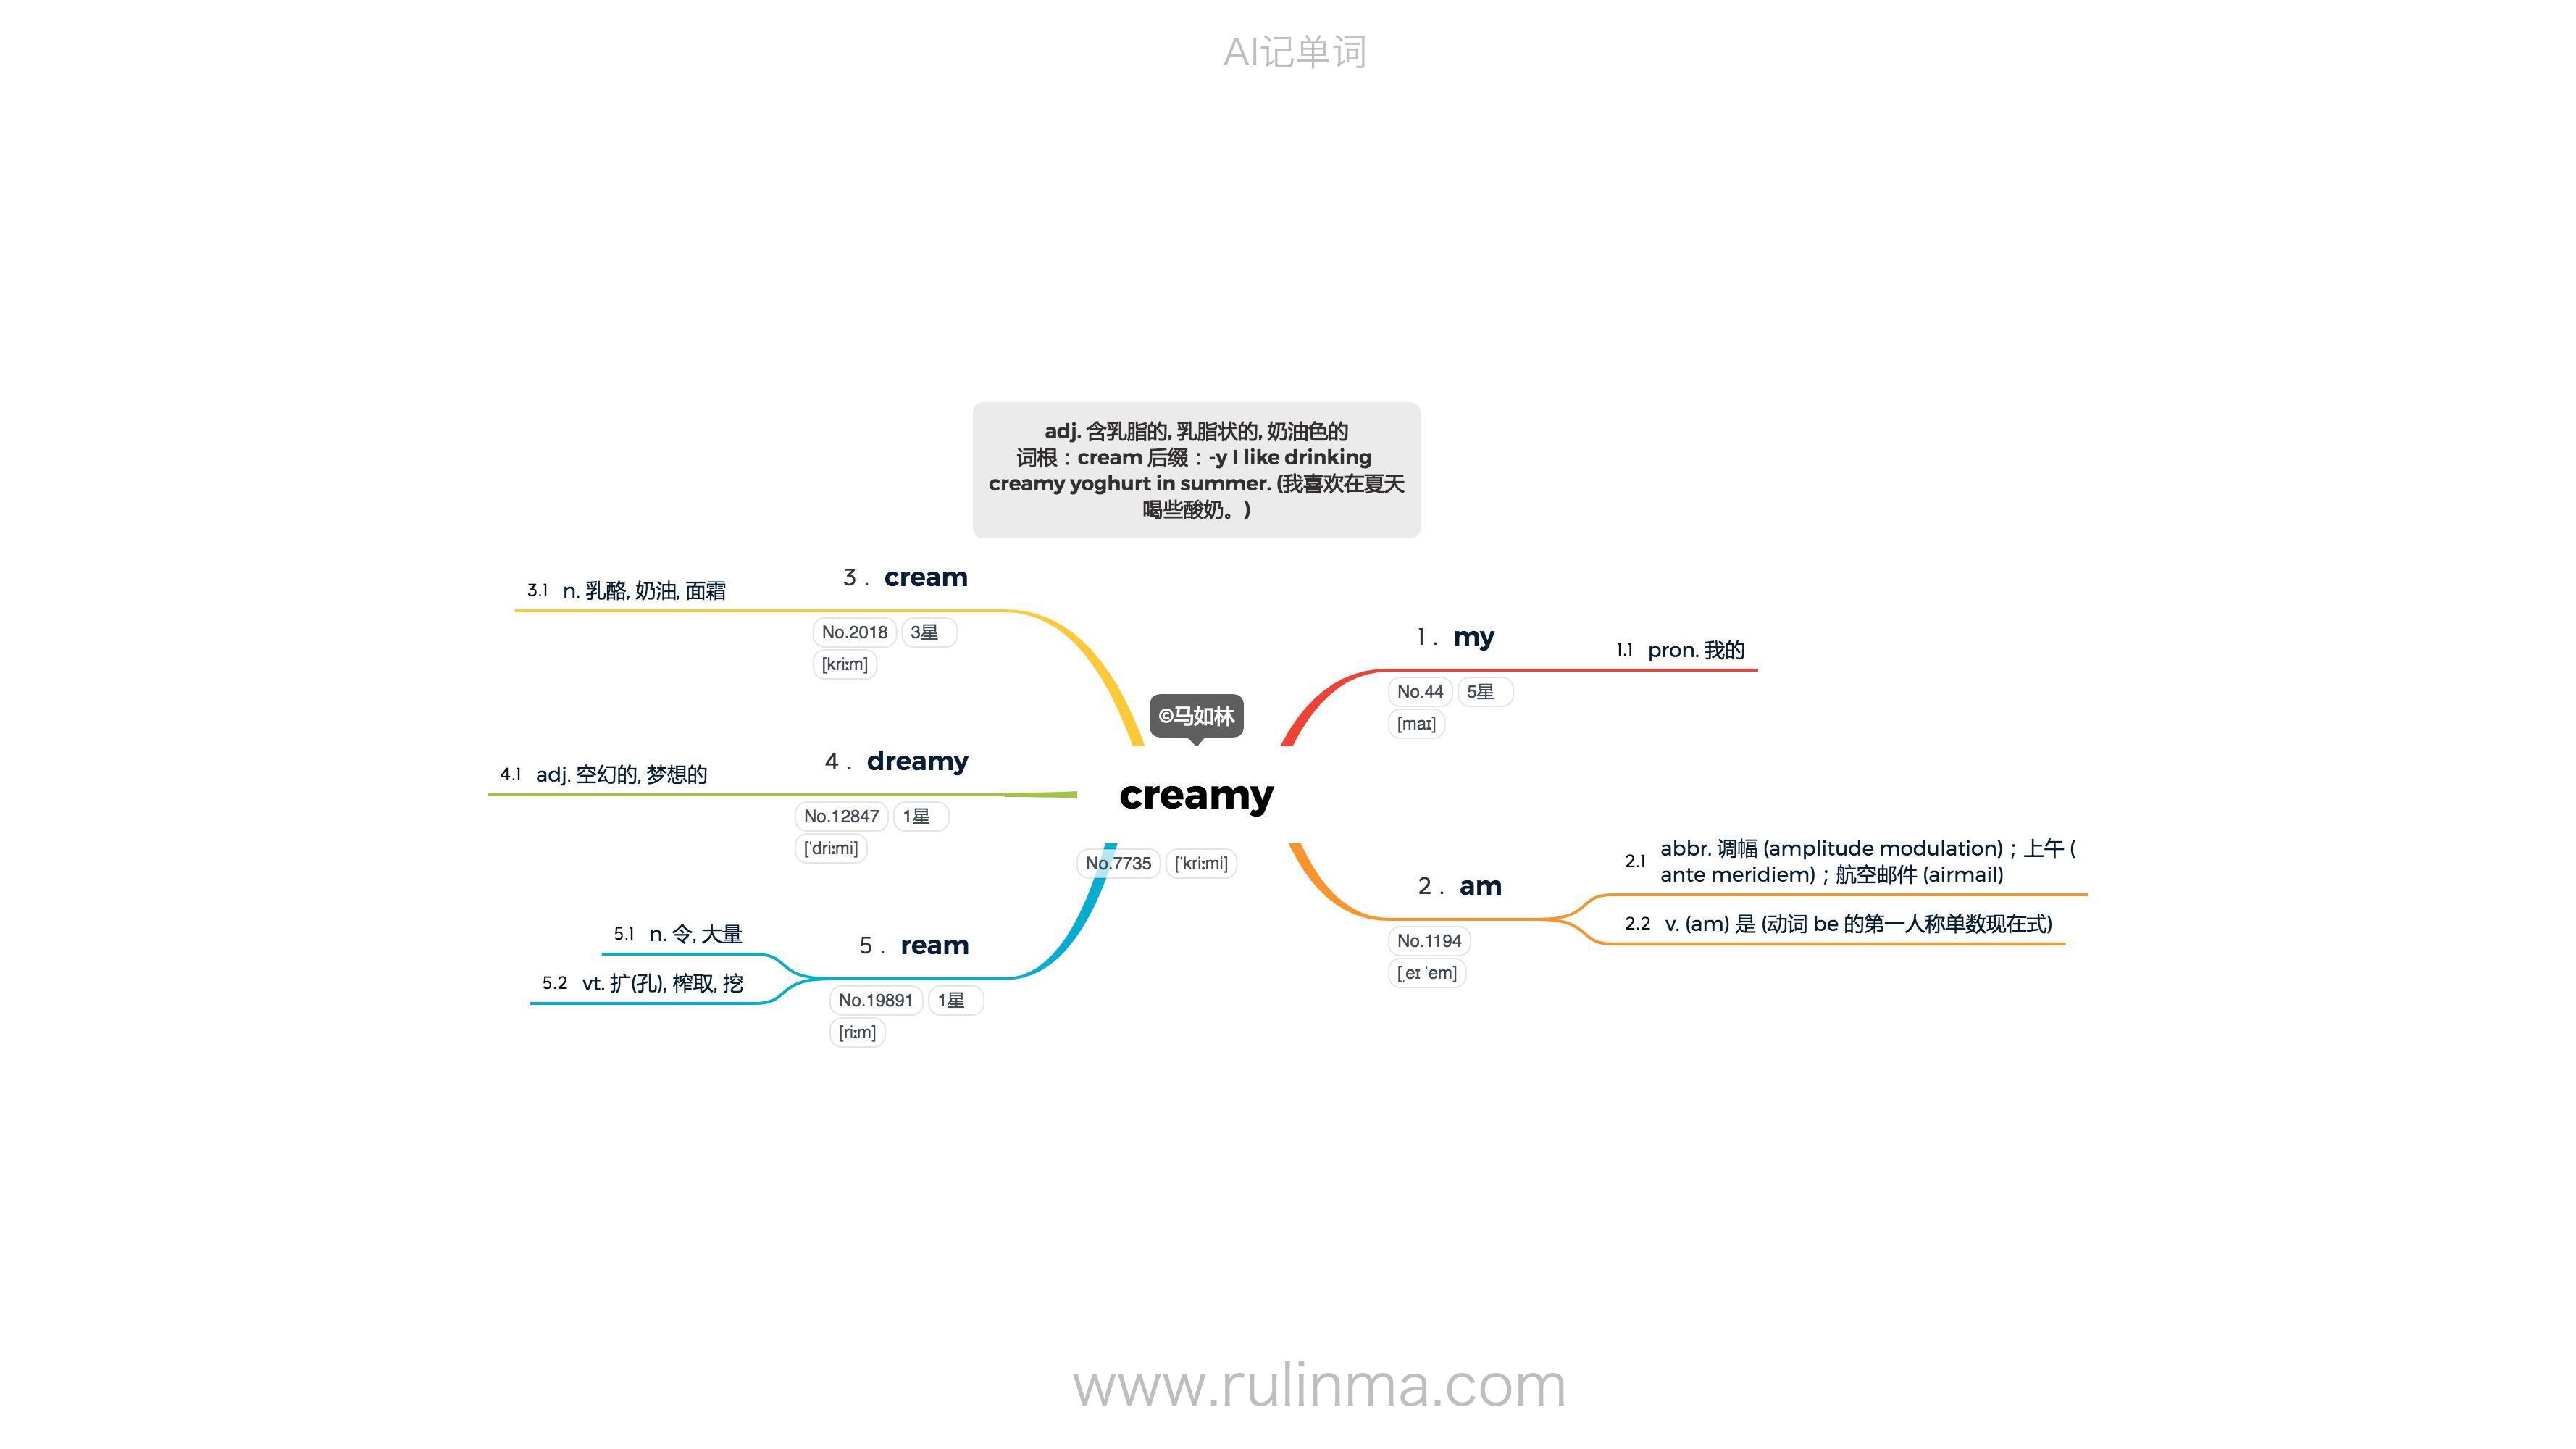 AI记单词
adj. 含乳脂的, 乳脂状的, 奶油色的
词根：cream 后缀：-y I like drinking
creamy yoghurt in summer. (我喜欢在夏天
喝些酸奶。)
©马如林
creamy
No.7735 [ˈkriːmi]
1. my
No.44 5星
[maɪ]
1.1 pron. 我的
2. am
No.1194
[ˌeɪ ˈem]
2.1 abbr. 调幅 (amplitude modulation)；上午 (
ante meridiem)；航空邮件 (airmail)
2.2 v. (am) 是 (动词 be 的第一人称单数现在式)
3. cream
No.2018 3星
[kriːm]
3.1 n. 乳酪, 奶油, 面霜
4. dreamy
No.12847 1星
[ˈdriːmi]
4.1 adj. 空幻的, 梦想的
5. ream
No.19891 1星
[riːm]
5.1 n. 令, 大量
5.2 vt. 扩(孔), 榨取, 挖
www.rulinma.com